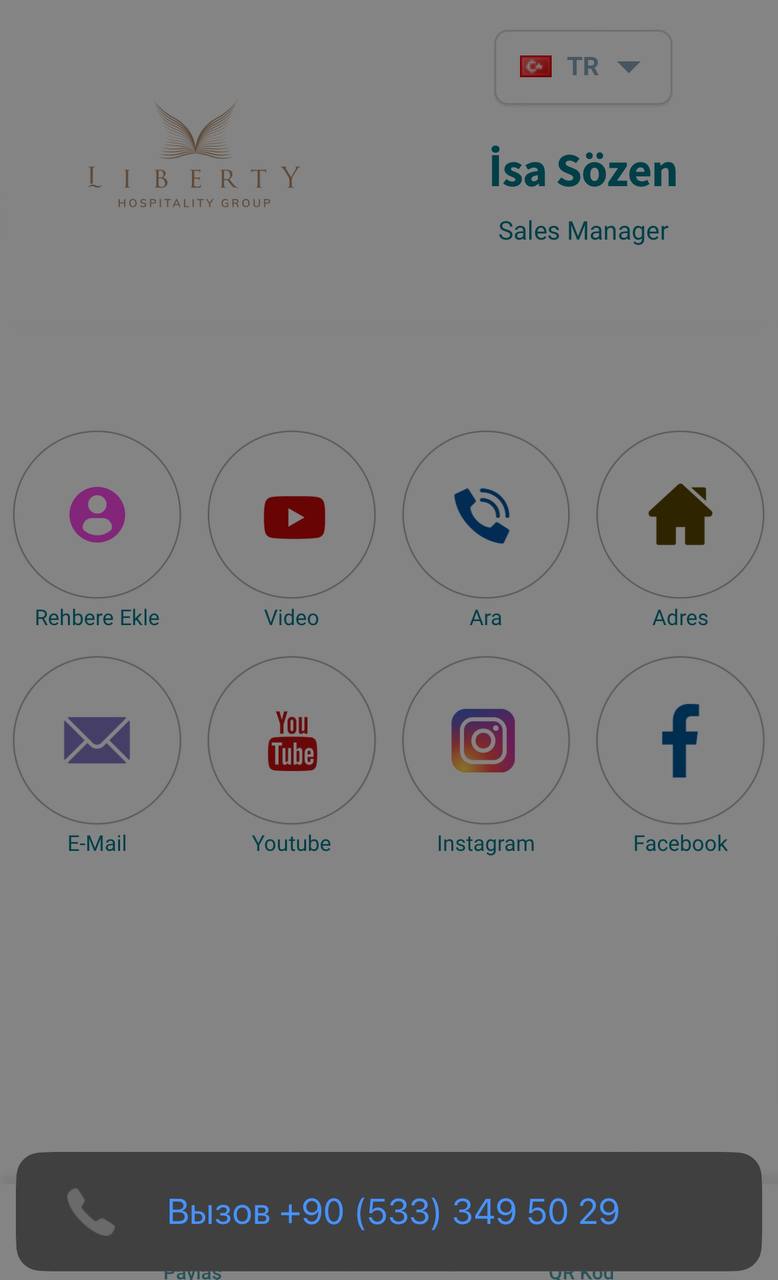 TR
LIBERTY
HOSPITALITY GROUP
İsa Sözen
Sales Manager
Rehbere Ekle
Video
Ara
Adres
You
Tube
E-Mail
Youtube
Instagram
Facebook
Вызов +90 (533) 349 50 29
Paylaş
QR Kod